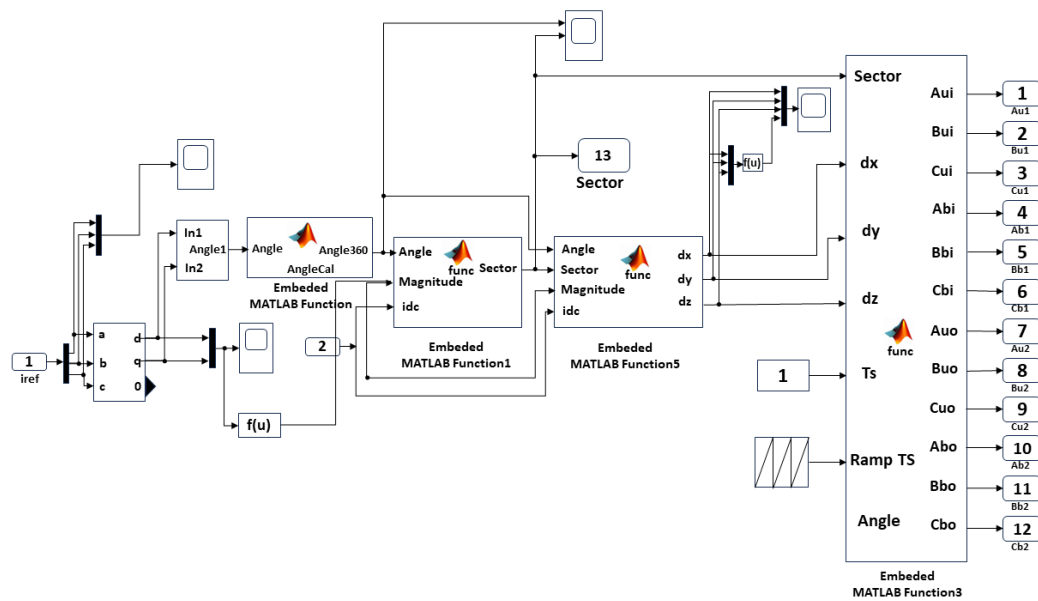 1
iref
a
b
c
d
q
0
In1
Angle1
In2
Angle
Angle360
AngleCal
Embeded
MATLAB Function
f(u)
2
Angle
Magnitude
idc
func
Sector
Embeded
MATLAB Function1
13
Sector
Angle
Sector
Magnitude
idc
func
dx
dy
dz
Embeded
MATLAB Function5
f(u)
1
Sector
dx
dy
dz
Ts
Ramp TS
Angle
func
Aui
Bui
Cui
Abi
Bbi
Cbi
Auo
Buo
Cuo
Abo
Bbo
Cbo
Embeded
MATLAB Function3
1
Au1
2
Bu1
3
Cu1
4
Ab1
5
Bb1
6
Cb1
7
Au2
8
Bu2
9
Cu2
10
Ab2
11
Bb2
12
Cb2